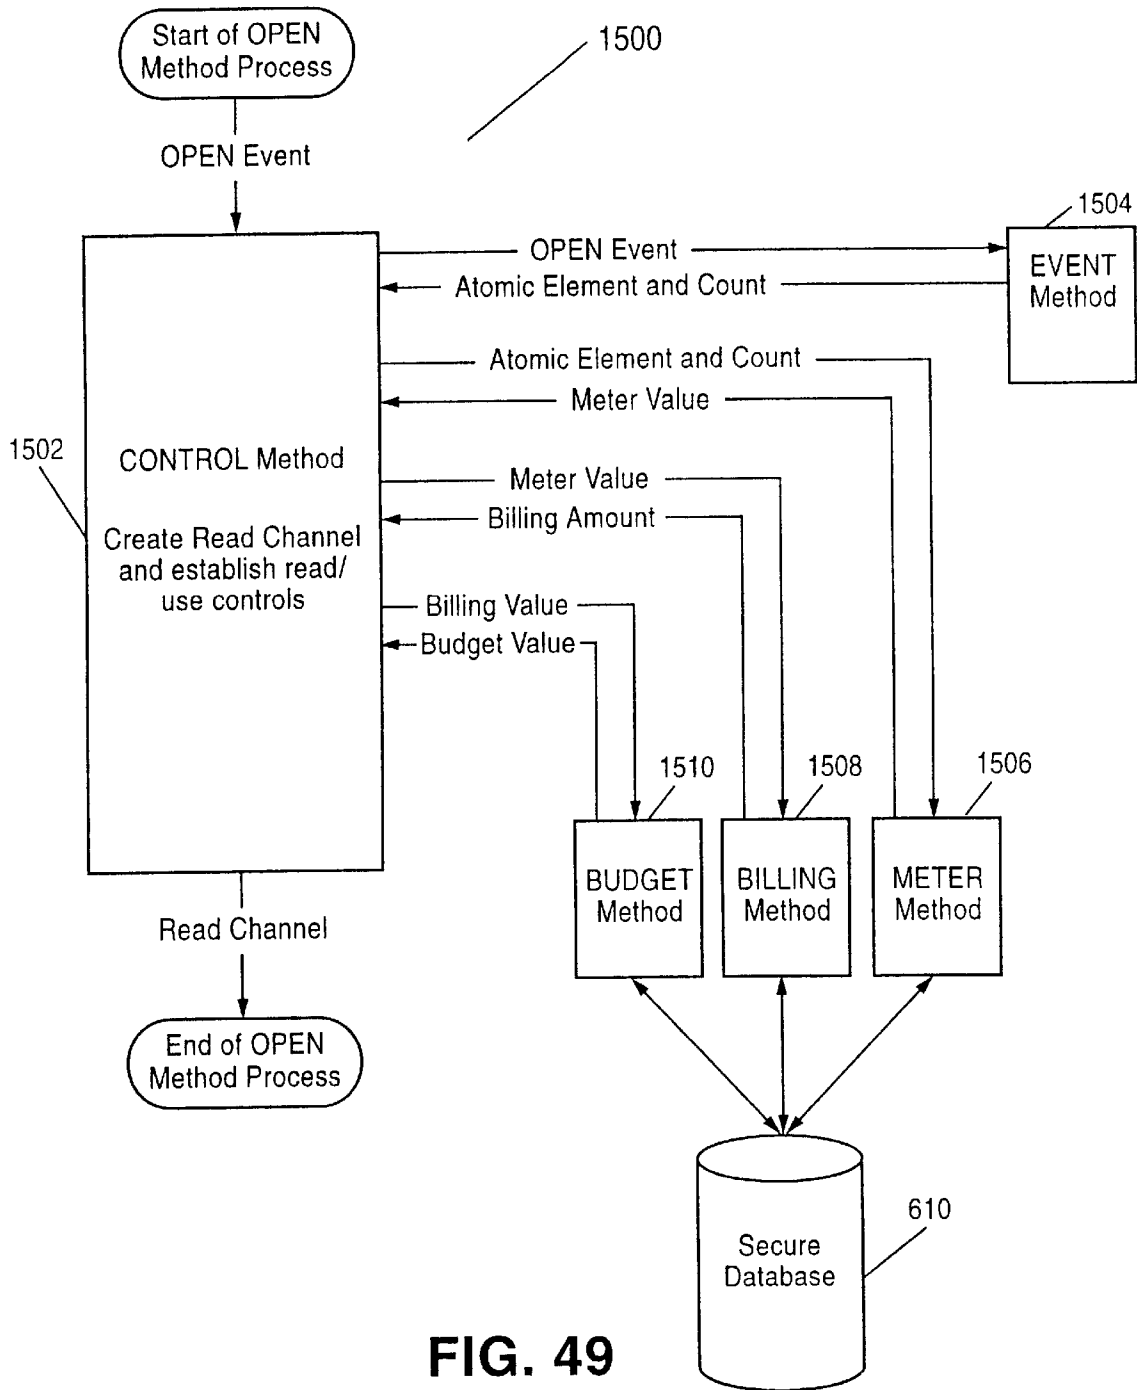 Start of OPEN
Method Process
1500
OPEN Event
1504
OPEN Event
EVENT
Method
Atomic Element and Count
Atomic Element and Count
Meter Value
1502
CONTROL Method
Create Read Channel
and establish read/
use controls
Meter Value
Billing Amount
Billing Value
Budget Value
1510
1508
1506
BUDGET
Method
BILLING
Method
METER
Method
Read Channel
End of OPEN
Method Process
610
Secure
Database
FIG. 49